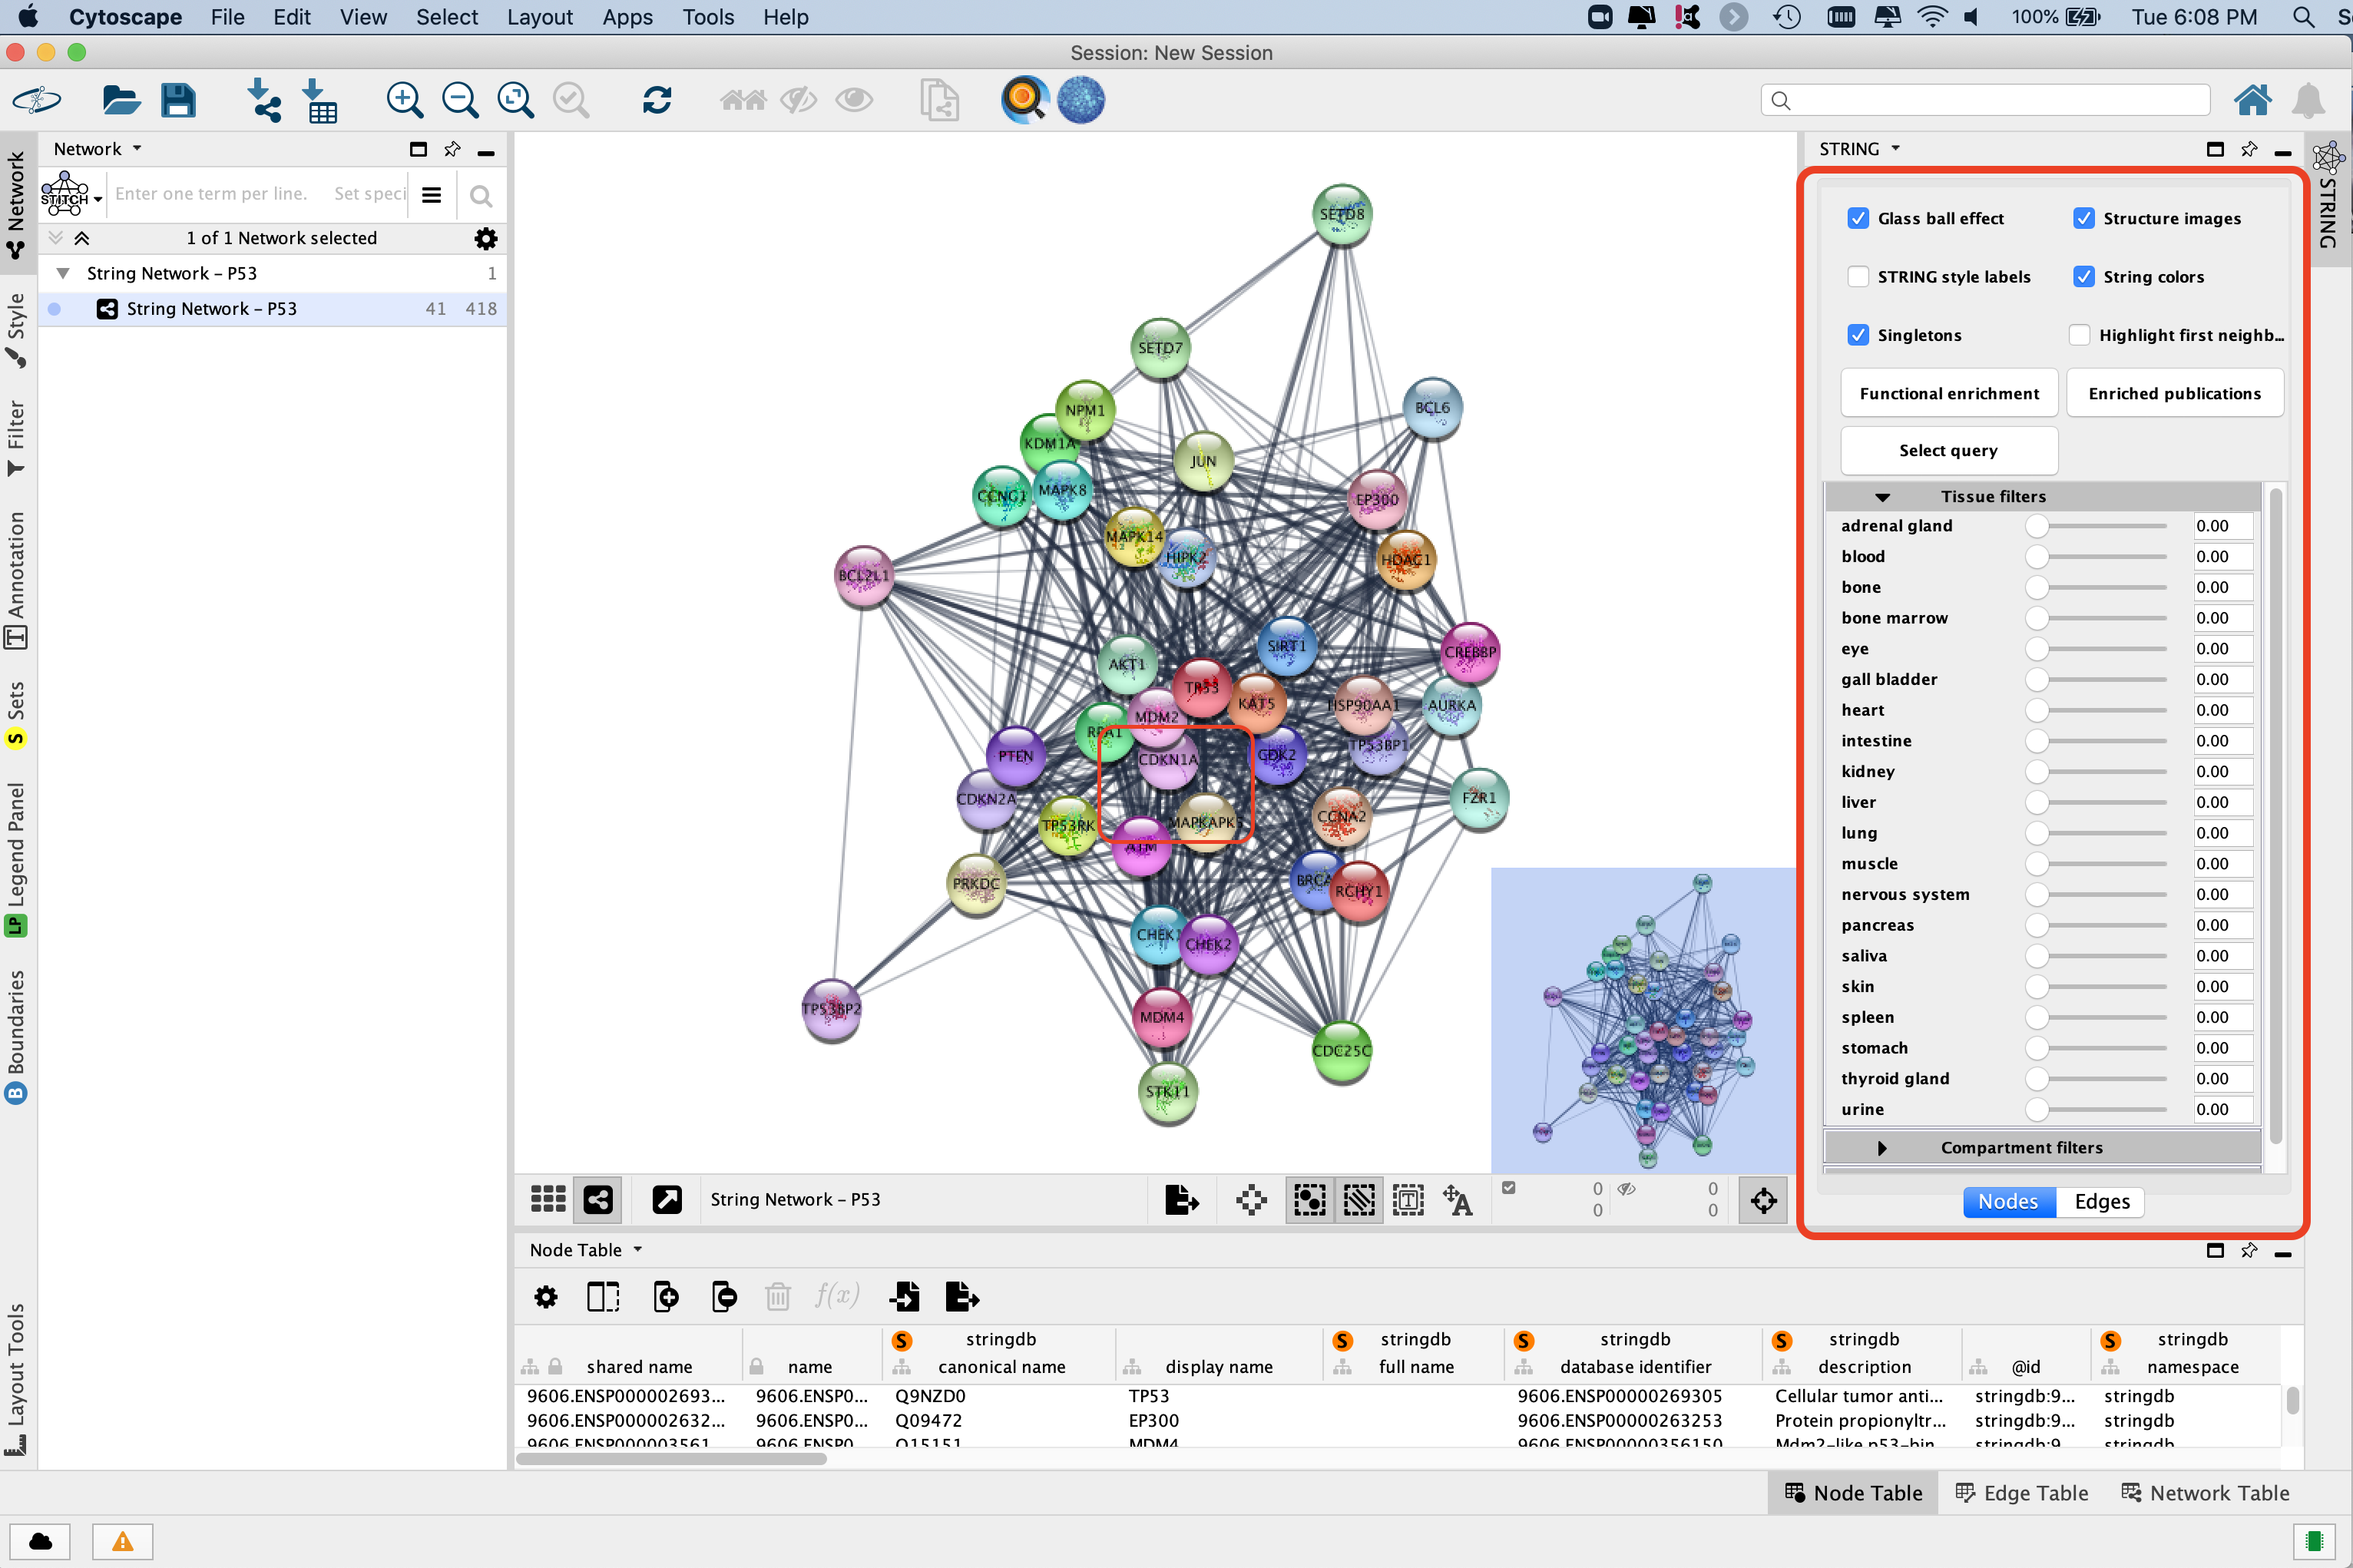 Cytoscape File Edit View Select Layout Apps Tools Help 100% Tue 6:08 PM
Session: New Session
Network
STITCH Enter one term per line. Set speci
1 of 1 Network selected
String Network – P53 1
String Network – P53 41 418
Network
Style
Filter
Annotation
Sets
Legend Panel
Boundaries
Layout Tools
SETD8
SETD7
NPM1
BCL6
KDM1A
JUN
CCNG1
MAPK8
EP300
MAPK14
HIPK2
HDAC1
BCL2L1
SIRT1
CREBBP
AKT1
TP53
KAT5
HSP90AA1
AURKA
MDM2
RPA1
TP53BP1
PTEN
CDKN1A
CDK2
CDKN2A
FZR1
TP53RK
MAPKAPK5
CCNA2
ATM
PRKDC
BRCA
RCHY1
CHEK1
CHEK2
TP53BP2
MDM4
CDC25C
STK11
String Network – P53
0 0
0 0
STRING
STRING
Glass ball effect Structure images
STRING style labels String colors
Singletons Highlight first neighb...
Functional enrichment Enriched publications
Select query
Tissue filters
adrenal gland 0.00
blood 0.00
bone 0.00
bone marrow 0.00
eye 0.00
gall bladder 0.00
heart 0.00
intestine 0.00
kidney 0.00
liver 0.00
lung 0.00
muscle 0.00
nervous system 0.00
pancreas 0.00
saliva 0.00
skin 0.00
spleen 0.00
stomach 0.00
thyroid gland 0.00
urine 0.00
Compartment filters
Nodes Edges
Node Table
f(x)
stringdb stringdb stringdb stringdb stringdb
shared name name canonical name display name full name database identifier description @id namespace
9606.ENSP000002693... 9606.ENSP0... Q9NZD0 TP53 9606.ENSP00000269305 Cellular tumor anti... stringdb:9... stringdb
9606.ENSP000002632... 9606.ENSP0... Q09472 EP300 9606.ENSP00000263253 Protein propionyltr... stringdb:9... stringdb
9606.ENSP000003561 9606.ENSP0 O15151 MDM4 9606.ENSP00000356150 Mdm2-like p53-bin stringdb:9 stringdb
Node Table Edge Table Network Table